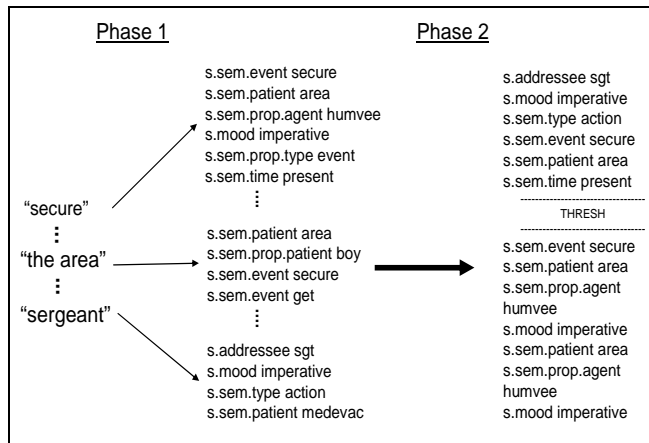 Phase 1
Phase 2
"secure"
"the area"
"sergeant"
s.sem.event secure
s.sem.patient area
s.sem.prop.agent humvee
s.mood imperative
s.sem.prop.type event
s.sem.time present
s.sem.patient area
s.sem.prop.patient boy
s.sem.event secure
s.sem.event get
s.addressee sgt
s.mood imperative
s.sem.type action
s.sem.patient medevac
s.addressee sgt
s.mood imperative
s.sem.type action
s.sem.event secure
s.sem.patient area
s.sem.time present
THRESH
s.sem.event secure
s.sem.patient area
s.sem.prop.agent
humvee
s.mood imperative
s.sem.patient area
s.sem.prop.agent
humvee
s.mood imperative